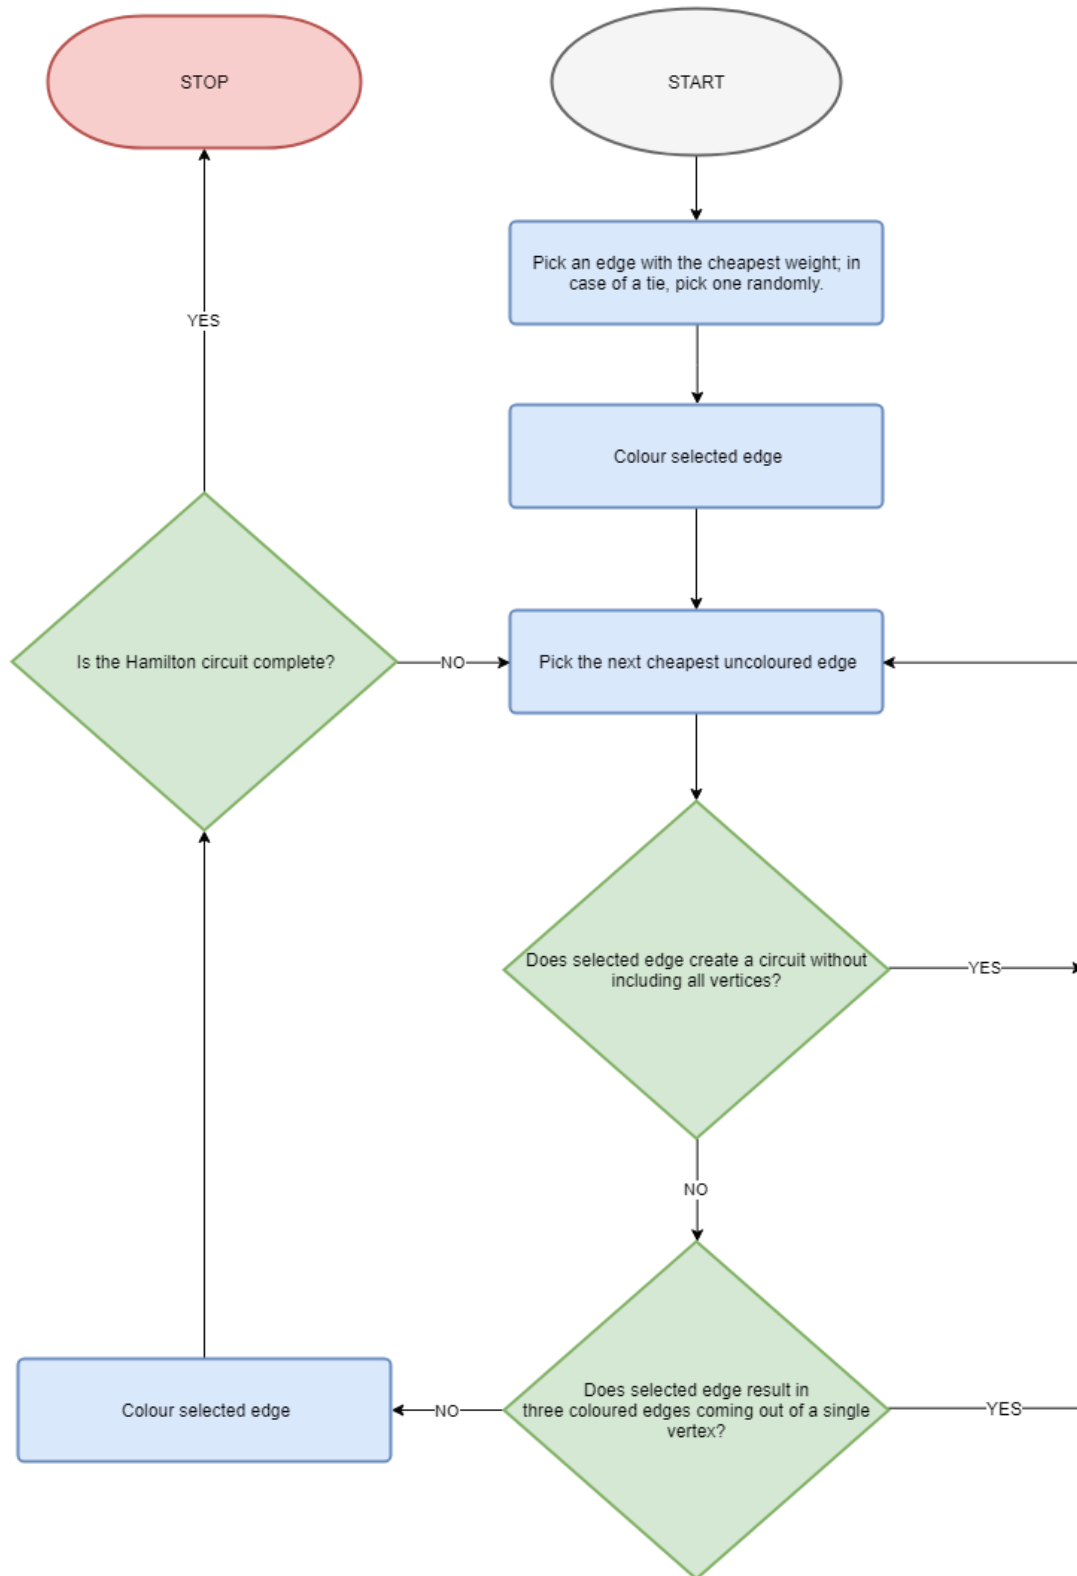 STOP
START
Pick an edge with the cheapest weight; in
case of a tie, pick one randomly.
YES
Colour selected edge
Is the Hamilton circuit complete?
NO
Pick the next cheapest uncoloured edge
Does selected edge create a circuit without
including all vertices?
YES
NO
Colour selected edge
NO
Does selected edge result in
three coloured edges coming out of a single
vertex?
YES